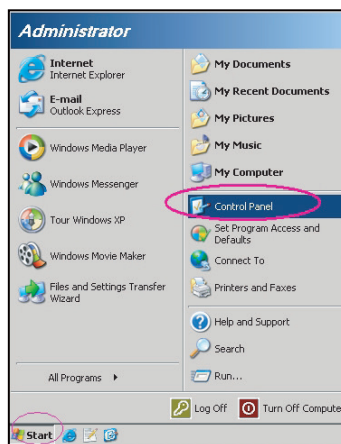 Administrator
Internet
Internet Explorer
E-mail
Outlook Express
Windows Media Player
Windows Messenger
Tour Windows XP
Windows Movie Maker
Files and Settings Transfer
Wizard
All Programs
My Documents
My Recent Documents
My Pictures
My Music
My Computer
Control Panel
Set Program Access and
Defaults
Connect To
Printers and Faxes
Help and Support
Search
Run...
Log Off
Turn Off Compute
Start